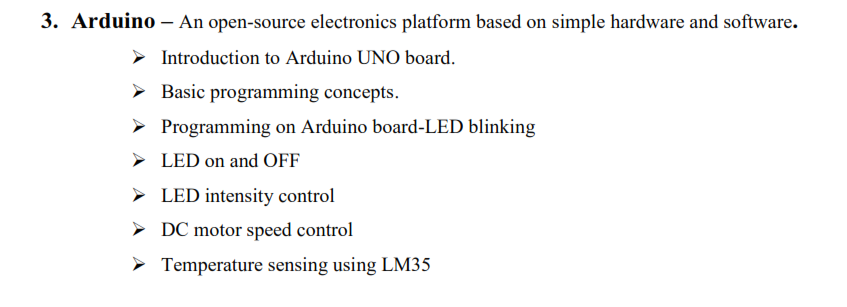 3. Arduino – An open-source electronics platform based on simple hardware and software.
➢ Introduction to Arduino UNO board.
➢ Basic programming concepts.
➢ Programming on Arduino board-LED blinking
➢ LED on and OFF
➢ LED intensity control
➢ DC motor speed control
➢ Temperature sensing using LM35